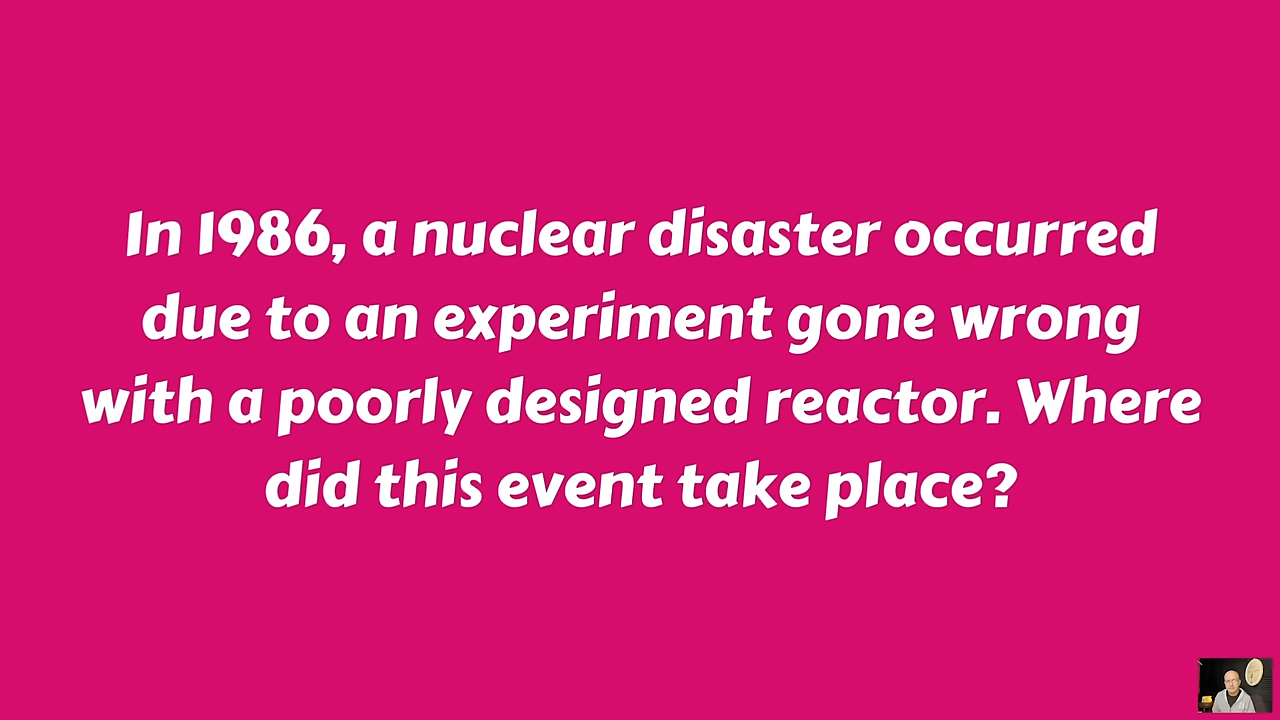 In 1986, a nuclear disaster occurred
due to an experiment gone wrong
with a poorly designed reactor. Where
did this event take place?